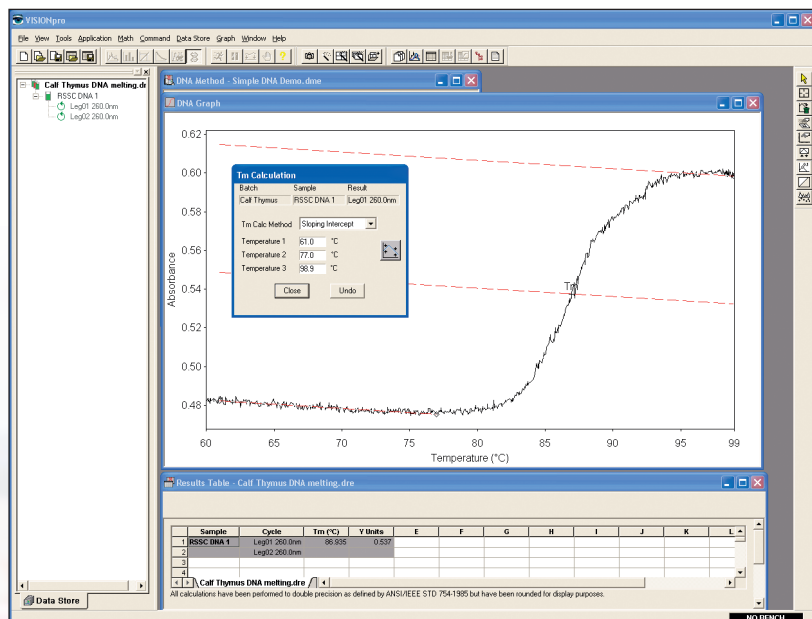 VISIONpro
File View Tools Application Math Command Data Store Graph Window Help
Calf Thymus DNA melting.dr
RSSC DNA 1
Leg01 260.0nm
Leg02 260.0nm
DNA Method - Simple DNA Demo.dme
DNA Graph
0.62
0.60
0.58
0.56
0.54
0.52
0.50
0.48
Absorbance
Tm
60 65 70 75 80 85 90 95 99
Temperature (°C)
Tm Calculation
Batch Sample Result
Calf Thymus RSSC DNA 1 Leg01 260.0nm
Tm Calc Method Sloping Intercept
Temperature 1 61.0 °C
Temperature 2 77.0 °C
Temperature 3 98.9 °C
Close Undo
Results Table - Calf Thymus DNA melting.dre
Sample Cycle Tm (°C) Y Units E F G H I J K L
1 RSSC DNA 1 Leg01 260.0nm 86.935 0.537
2 Leg02 260.0nm
3
4
Calf Thymus DNA melting.dre
All calculations have been performed to double precision as defined by ANSI/IEEE STD 754-1985 but have been rounded for display purposes.
Data Store
NO BENCH